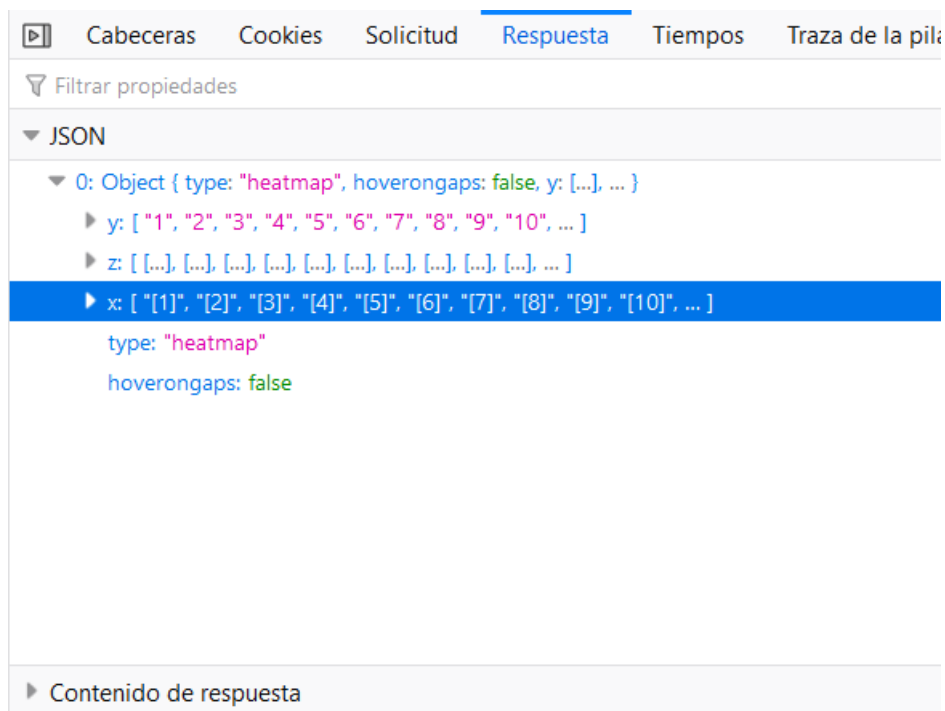 Cabeceras Cookies Solicitud Respuesta Tiempos Traza de la pila
Filtrar propiedades
JSON
0: Object { type: "heatmap", hoverongaps: false, y: […], … }
y: [ "1", "2", "3", "4", "5", "6", "7", "8", "9", "10", … ]
z: [ […], […], […], […], […], […], […], […], […], […], … ]
x: [ "[1]", "[2]", "[3]", "[4]", "[5]", "[6]", "[7]", "[8]", "[9]", "[10]", … ]
type: "heatmap"
hoverongaps: false
Contenido de respuesta